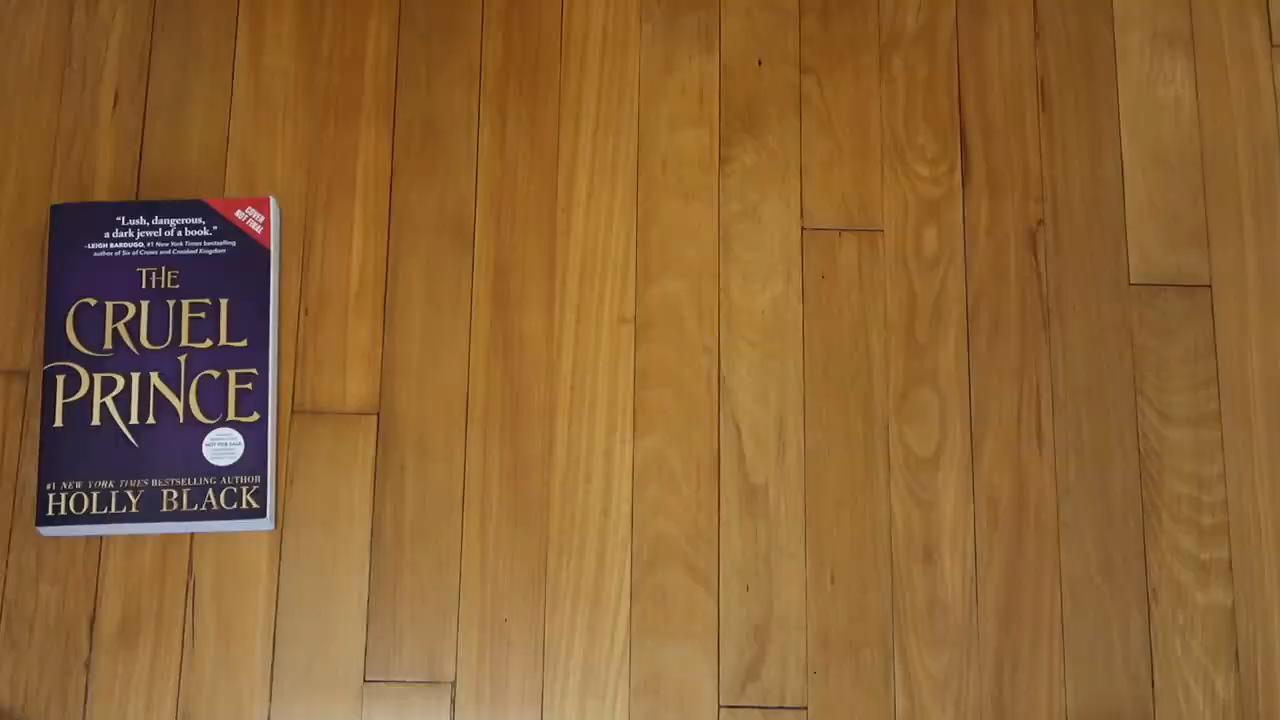 COVER
NOT FINAL
“Lush, dangerous,
a dark jewel of a book.”
–LEIGH BARDUGO, #1 New York Times bestselling
author of Six of Crows and Crooked Kingdom
THE
CRUEL
PRINCE
NOT FOR SALE
#1 NEW YORK TIMES BESTSELLING AUTHOR
HOLLY BLACK